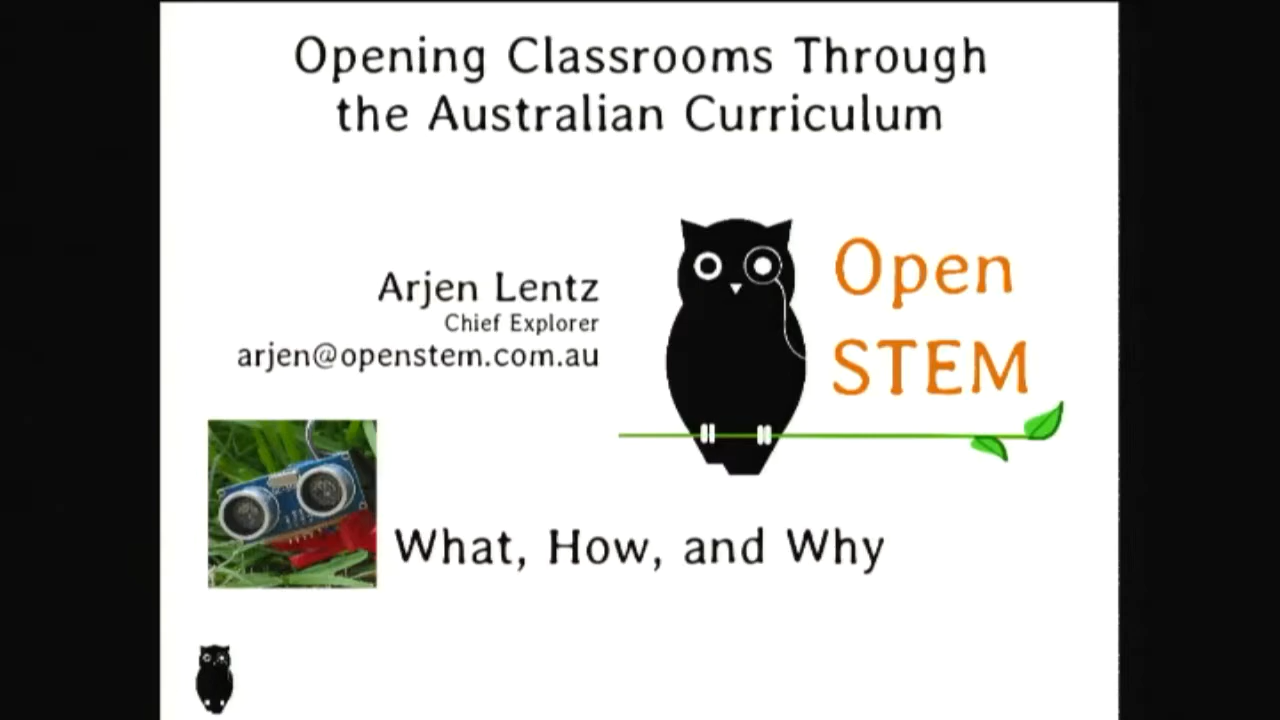 Opening Classrooms Through
the Australian Curriculum
Arjen Lentz
Chief Explorer
arjen@openstem.com.au
Open
STEM
What, How, and Why